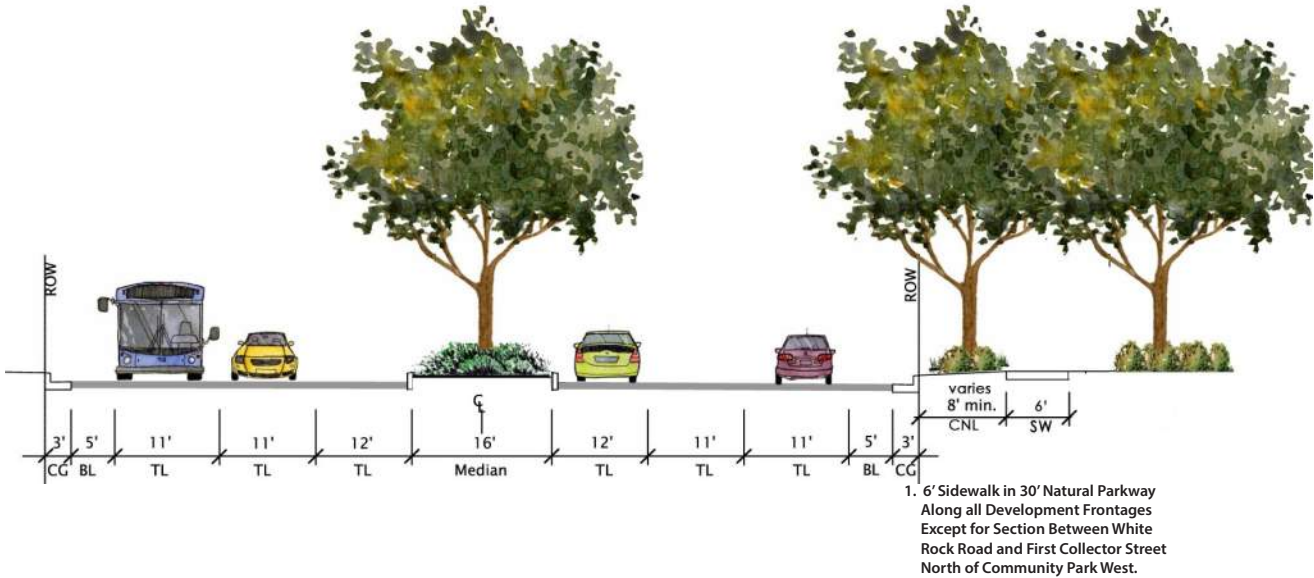 ROW
ROW
℄
varies
8' min.
CNL
6'
SW
3' 5' 11' 11' 12' 16' 12' 11' 11' 5' 3'
CG BL TL TL TL Median TL TL TL BL CG
1. 6' Sidewalk in 30' Natural Parkway
Along all Development Frontages
Except for Section Between White
Rock Road and First Collector Street
North of Community Park West.